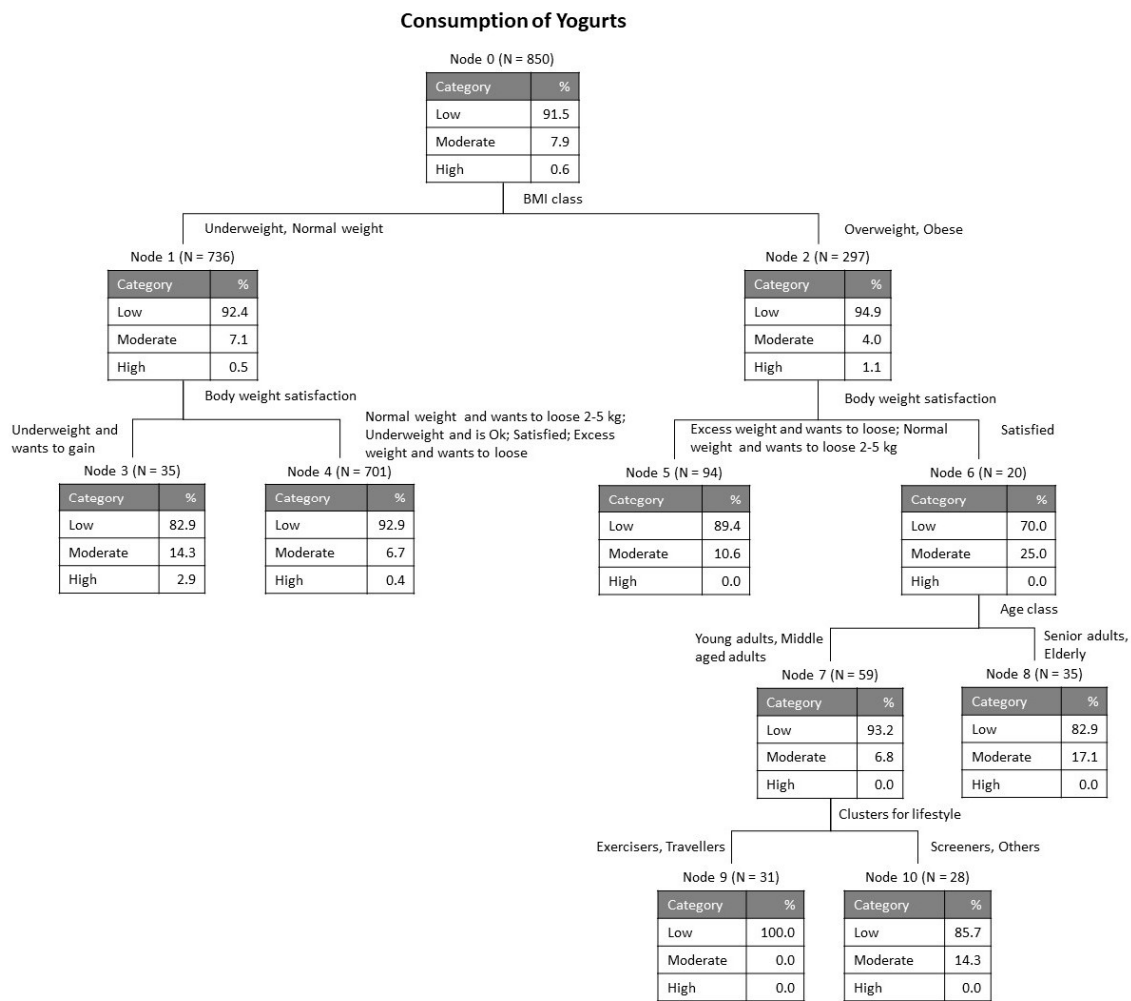 Consumption of Yogurts
Node 0 (N = 850)
Category %
Low 91.5
Moderate 7.9
High 0.6
BMI class
Underweight, Normal weight
Overweight, Obese
Node 1 (N = 736)
Category %
Low 92.4
Moderate 7.1
High 0.5
Node 2 (N = 297)
Category %
Low 94.9
Moderate 4.0
High 1.1
Body weight satisfaction
Underweight and
wants to gain
Normal weight and wants to loose 2-5 kg;
Underweight and is Ok; Satisfied; Excess
weight and wants to loose
Node 3 (N = 35)
Category %
Low 82.9
Moderate 14.3
High 2.9
Node 4 (N = 701)
Category %
Low 92.9
Moderate 6.7
High 0.4
Body weight satisfaction
Excess weight and wants to loose; Normal
weight and wants to loose 2-5 kg
Satisfied
Node 5 (N = 94)
Category %
Low 89.4
Moderate 10.6
High 0.0
Node 6 (N = 20)
Category %
Low 70.0
Moderate 25.0
High 0.0
Age class
Young adults, Middle
aged adults
Senior adults,
Elderly
Node 7 (N = 59)
Category %
Low 93.2
Moderate 6.8
High 0.0
Node 8 (N = 35)
Category %
Low 82.9
Moderate 17.1
High 0.0
Clusters for lifestyle
Exercisers, Travellers
Screeners, Others
Node 9 (N = 31)
Category %
Low 100.0
Moderate 0.0
High 0.0
Node 10 (N = 28)
Category %
Low 85.7
Moderate 14.3
High 0.0